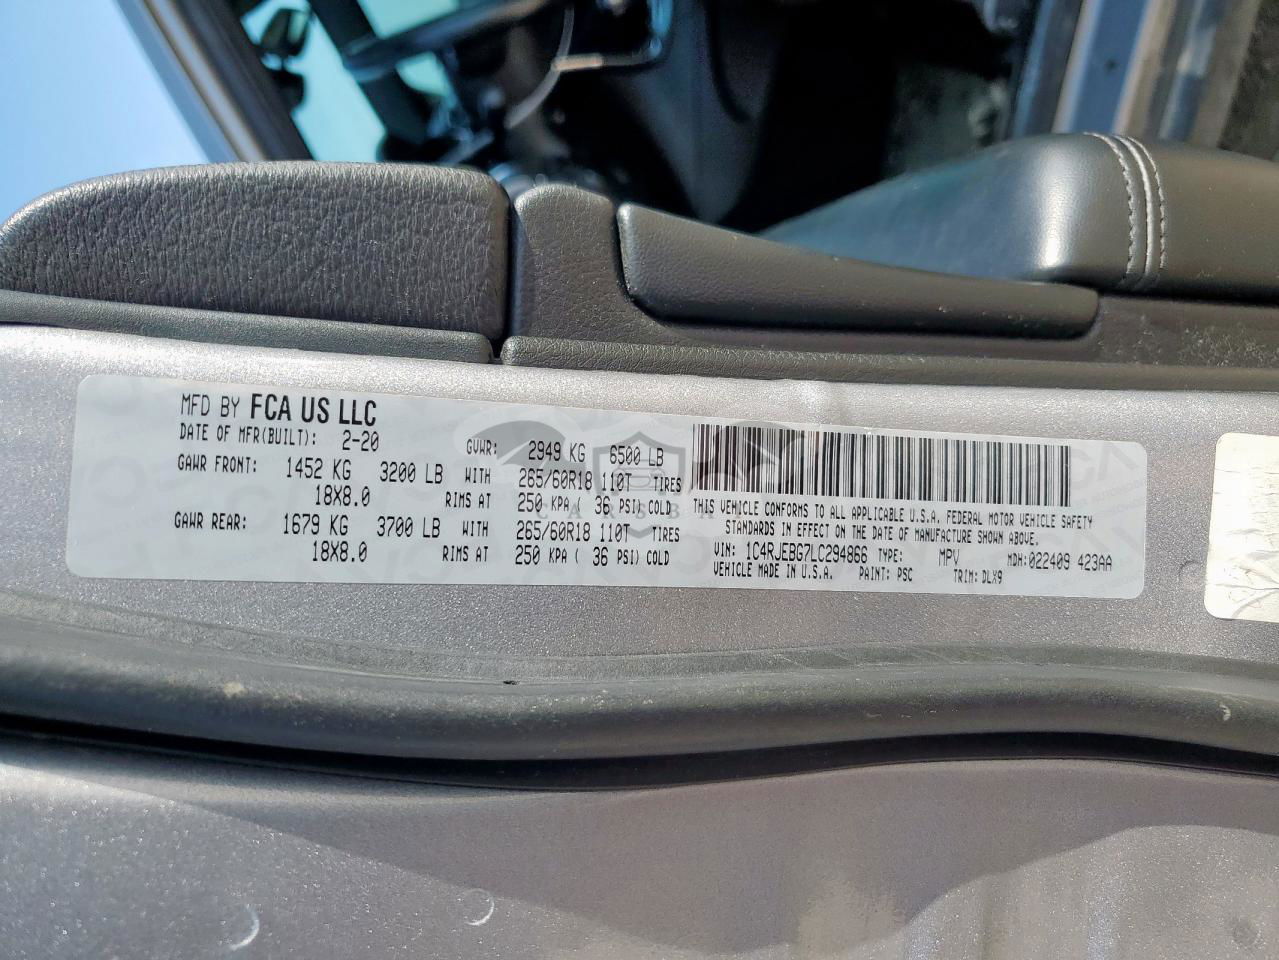 MFD BY FCA US LLC
DATE OF MFR(BUILT): 2-20 GVWR: 2949 KG 6500 LB
GAWR FRONT: 1452 KG 3200 LB WITH 265/60R18 110T TIRES
18X8.0 RIMS AT 250 KPA ( 36 PSI) COLD
GAWR REAR: 1679 KG 3700 LB WITH 265/60R18 110T TIRES
18X8.0 RIMS AT 250 KPA ( 36 PSI) COLD
THIS VEHICLE CONFORMS TO ALL APPLICABLE U.S.A. FEDERAL MOTOR VEHICLE SAFETY
STANDARDS IN EFFECT ON THE DATE OF MANUFACTURE SHOWN ABOVE.
VIN: 1C4RJEBG7LC294866 TYPE: MPV MDH:022409 423AA
VEHICLE MADE IN U.S.A. PAINT: PSC TRIM: DLX9